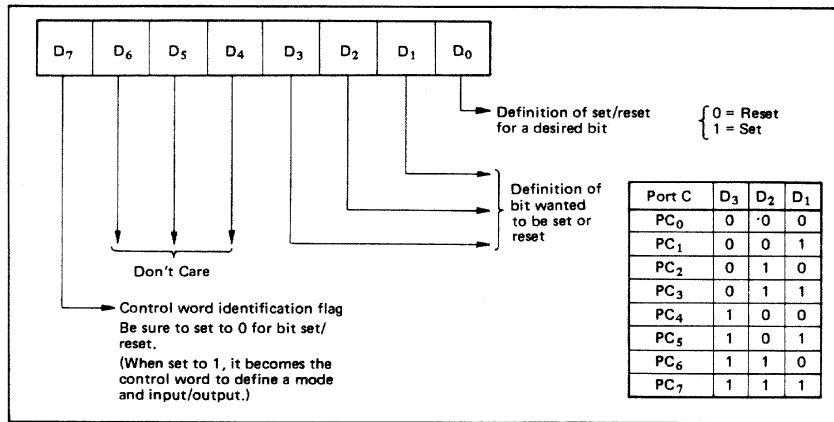 D7 D6 D5 D4 D3 D2 D1 D0
Definition of set/reset
for a desired bit
0 = Reset
1 = Set
Definition of
bit wanted
to be set or
reset
Don't Care
Control word identification flag
Be sure to set to 0 for bit set/
reset.
(When set to 1, it becomes the
control word to define a mode
and input/output.)
Port C D3 D2 D1
PC0 0 0 0
PC1 0 0 1
PC2 0 1 0
PC3 0 1 1
PC4 1 0 0
PC5 1 0 1
PC6 1 1 0
PC7 1 1 1